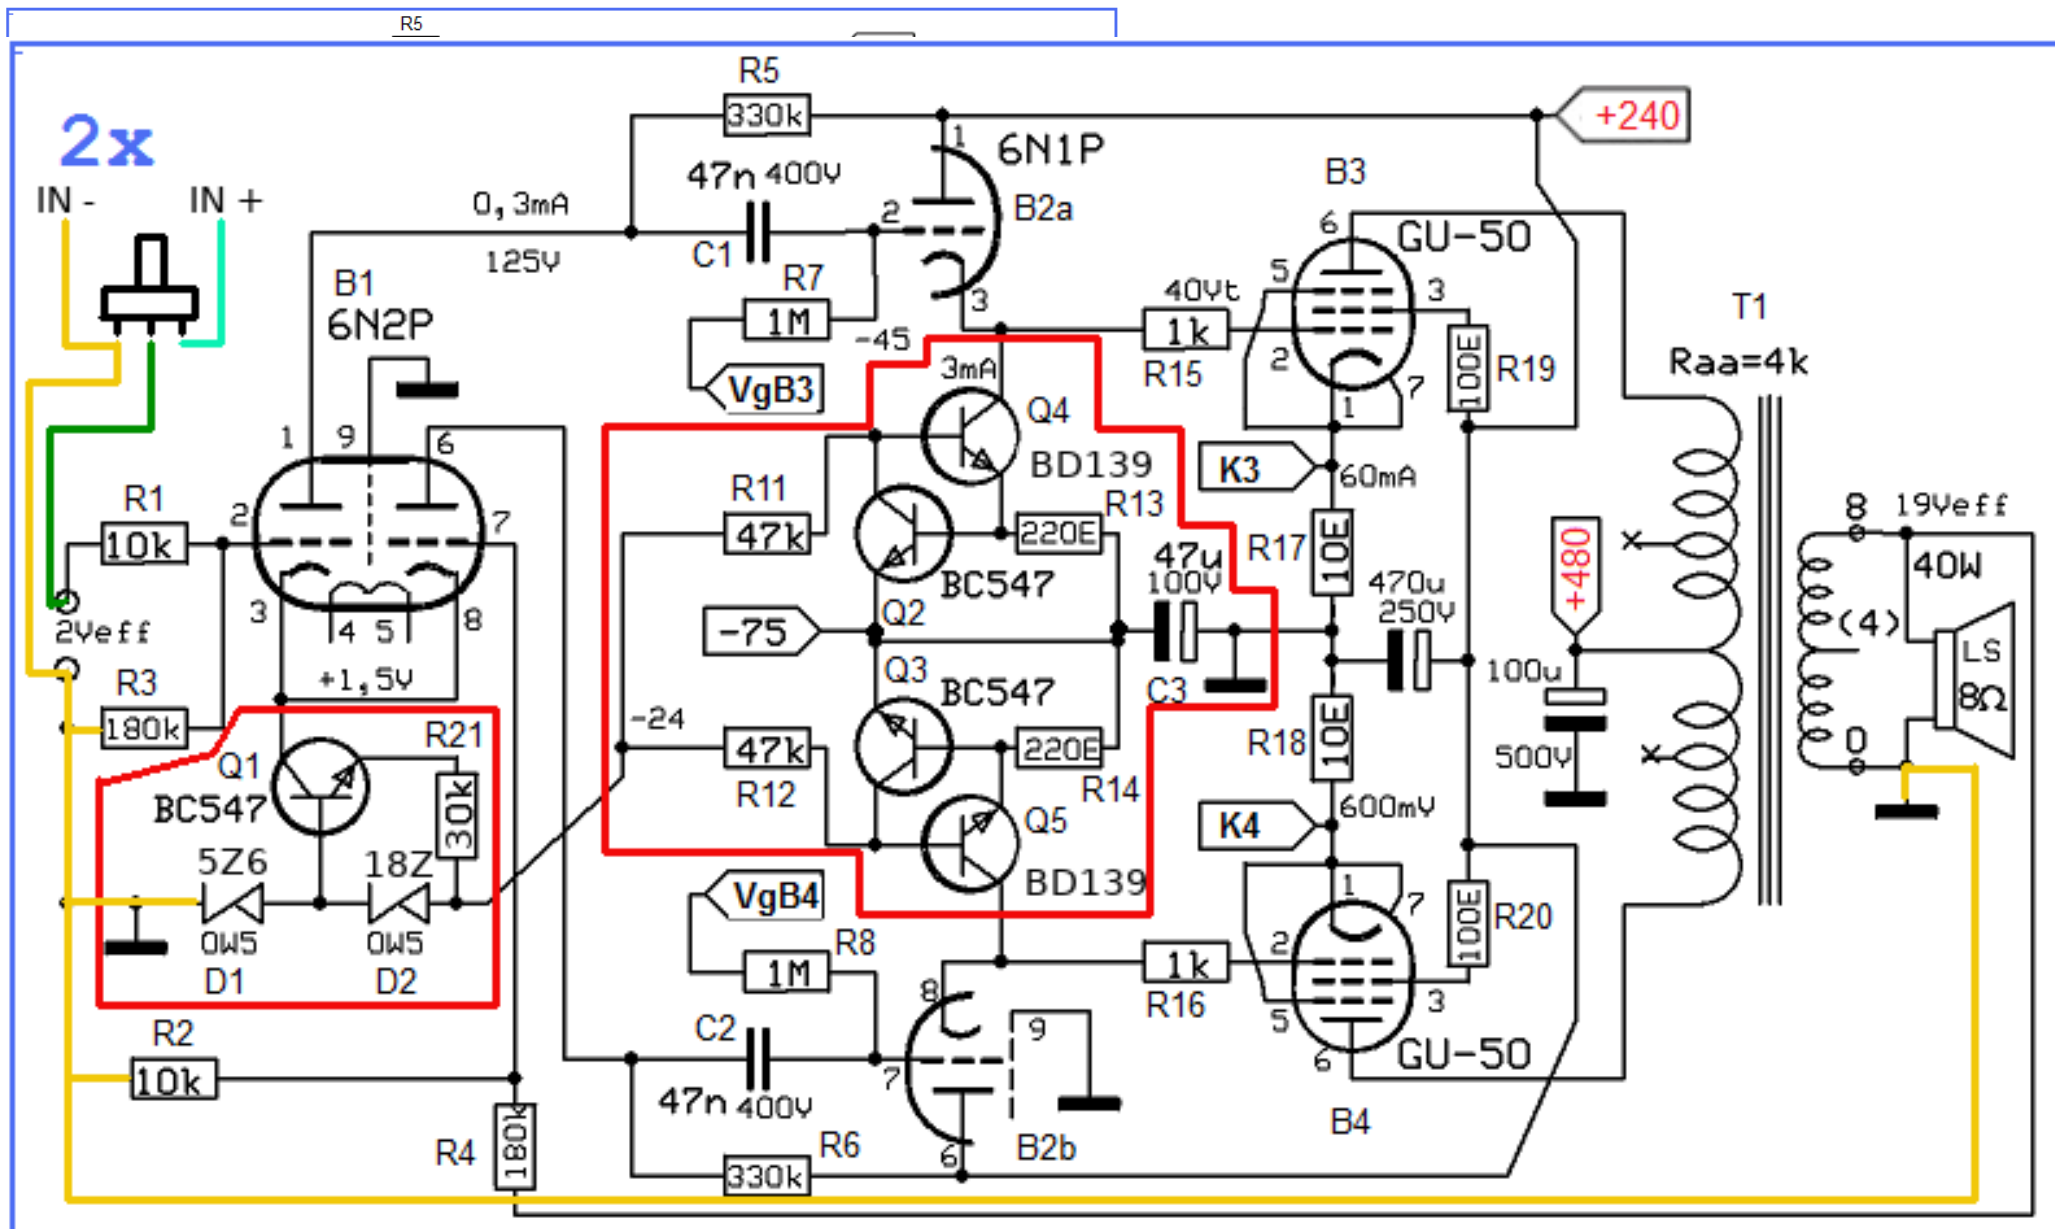 R5
R5
330k
+240
2x
6N1P
B3
47n 400V
IN -
IN +
0,3mA
2
1
B2a
6
GU-50
125V
C1
R7
5
3
T1
B1
1M
3
40Vt
6N2P
-45
1k
2
100E
R19
Raa=4k
VgB3
3mA
R15
7
Q4
1
1
9
6
BD139
K3
60mA
R1
R11
R13
8
19Veff
10k
2
7
47k
220E
47u
R17
10E
+480
40W
BC547
100V
470u
250V
3
4
5
8
Q2
2Veff
-75
(4)
LS
8Ω
R3
+1,5V
Q3
BC547
C3
100u
180k
R21
-24
47k
220E
R18
10E
500V
0
Q1
R12
R14
BC547
30k
Q5
K4
600mV
5Z6
18Z
BD139
1
7
VgB4
0W5
0W5
R8
2
100E
R20
D1
D2
1M
8
1k
3
R16
5
R2
C2
9
6
GU-50
10k
7
47n 400V
B4
R4
180k
R6
6
B2b
330k